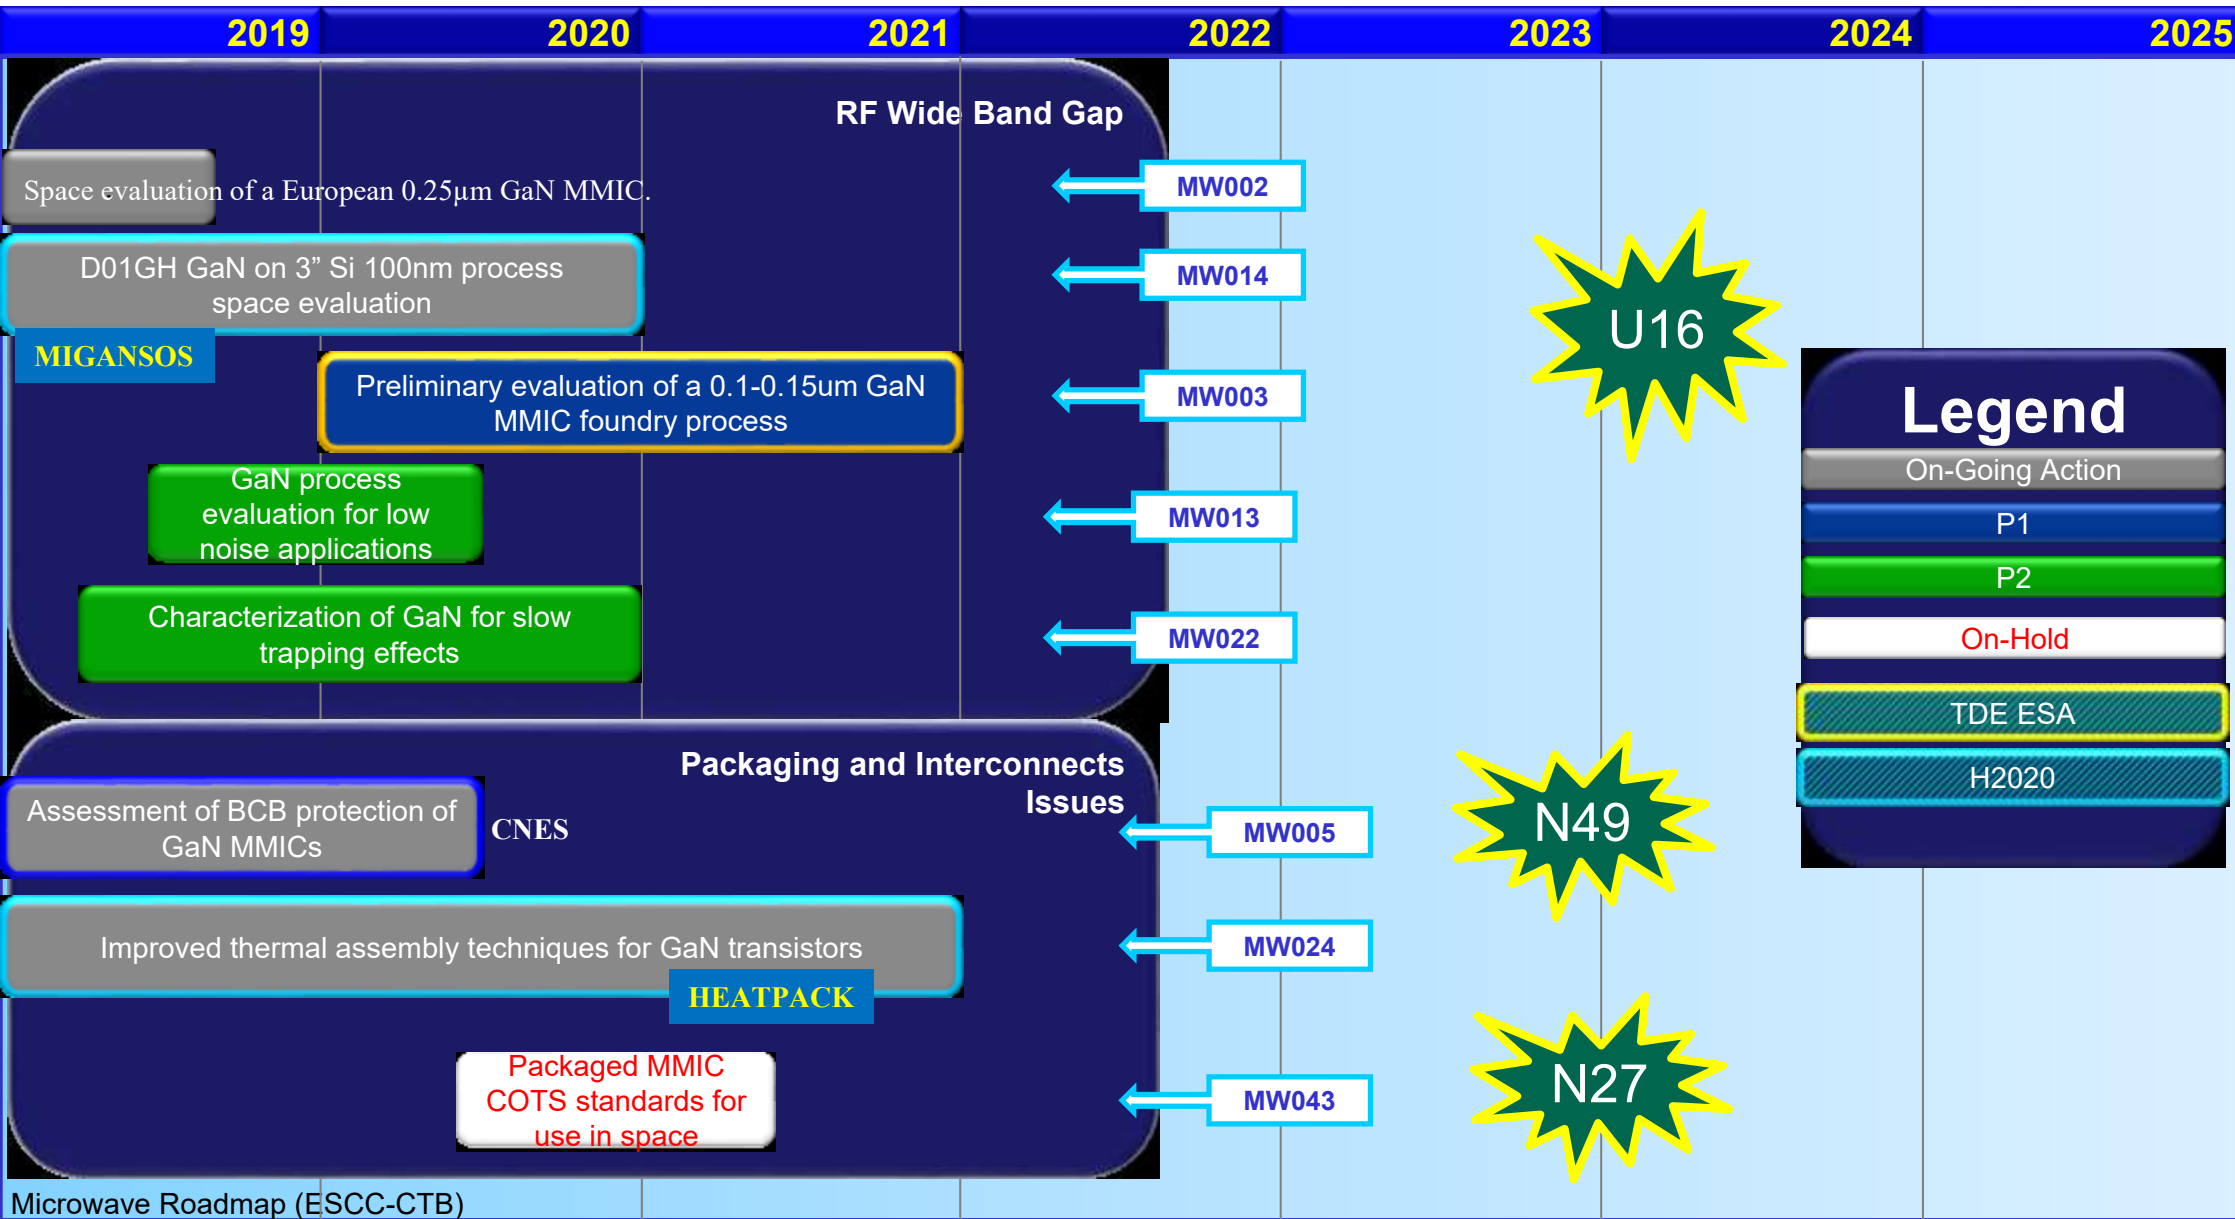 2019 2020 2021 2022 2023 2024 2025
RF Wide Band Gap
Space evaluation of a European 0.25µm GaN MMIC.
MW002
D01GH GaN on 3” Si 100nm process
space evaluation
MW014
MIGANSOS
U16
Preliminary evaluation of a 0.1-0.15um GaN
MMIC foundry process
MW003
GaN process
evaluation for low
noise applications
MW013
Characterization of GaN for slow
trapping effects
MW022
Legend
On-Going Action
P1
P2
On-Hold
TDE ESA
H2020
Packaging and Interconnects
Issues
Assessment of BCB protection of
GaN MMICs
CNES
MW005
N49
Improved thermal assembly techniques for GaN transistors
MW024
HEATPACK
Packaged MMIC
COTS standards for
use in space
MW043
N27
Microwave Roadmap (ESCC-CTB)